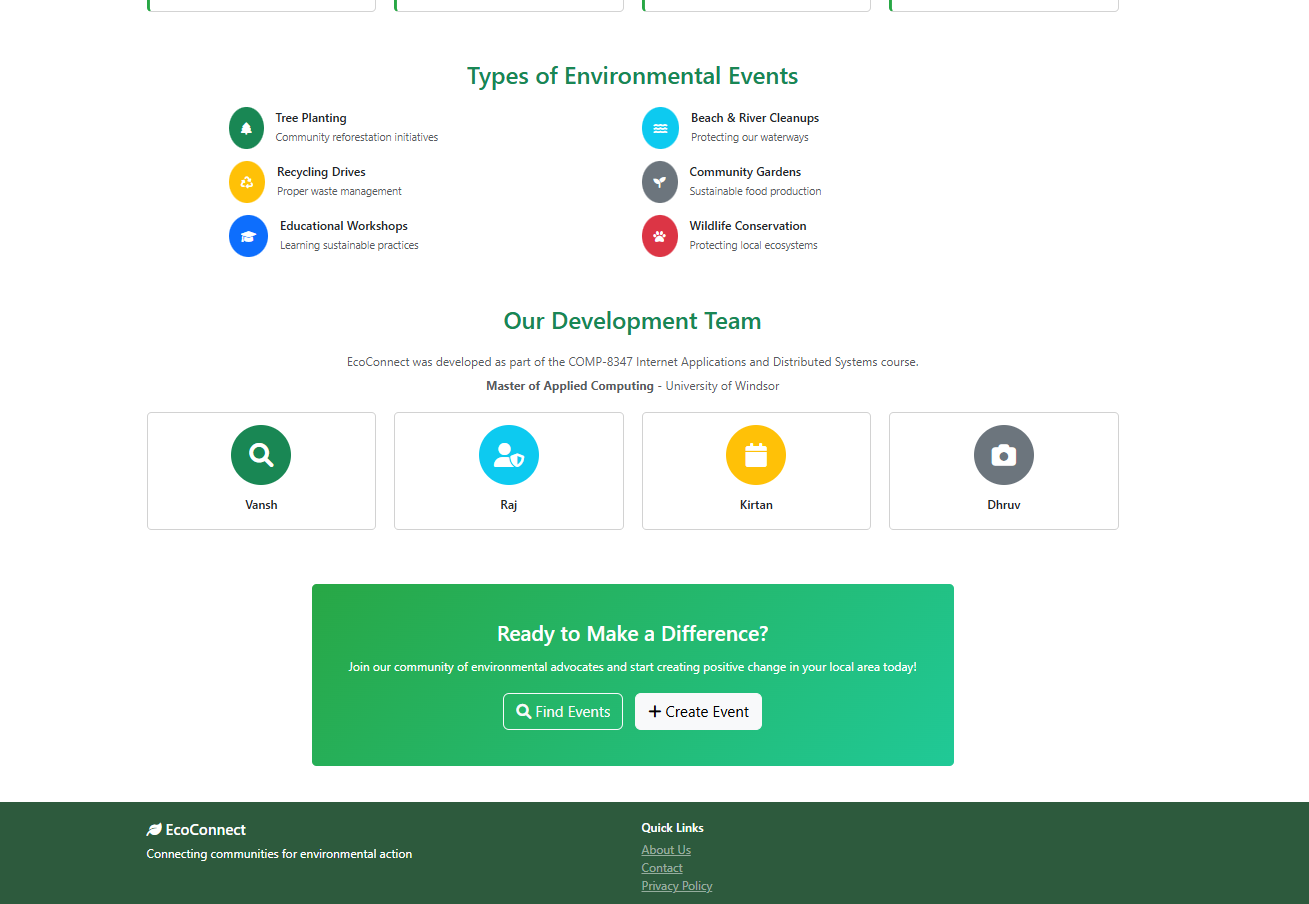 Types of Environmental Events
Tree Planting
Community reforestation initiatives
Beach & River Cleanups
Protecting our waterways
Recycling Drives
Proper waste management
Community Gardens
Sustainable food production
Educational Workshops
Learning sustainable practices
Wildlife Conservation
Protecting local ecosystems
Our Development Team
EcoConnect was developed as part of the COMP-8347 Internet Applications and Distributed Systems course.
Master of Applied Computing - University of Windsor
Vansh
Raj
Kirtan
Dhruv
Ready to Make a Difference?
Join our community of environmental advocates and start creating positive change in your local area today!
Find Events
Create Event
EcoConnect
Connecting communities for environmental action
Quick Links
About Us
Contact
Privacy Policy